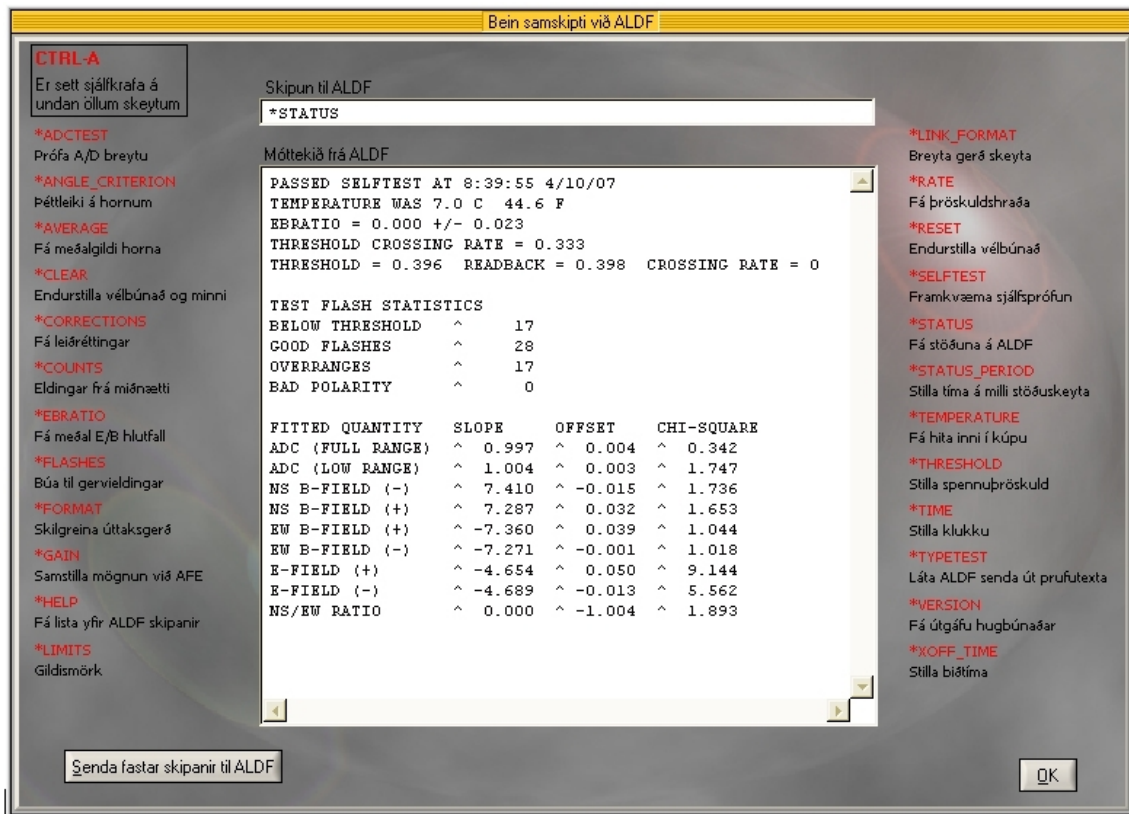 Bein samskipti við ALDF
CTRL-A
Er sett sjálfkrafa á
undan öllum skeytum
*ADCTEST
Prófa A/D breytu
*ANGLE_CRITERION
Þéttleiki á hornum
*AVERAGE
Fá meðalgildi horna
*CLEAR
Endurstilla vélbúnað og minni
*CORRECTIONS
Fá leiðréttingar
*COUNTS
Eldingar frá miðnætti
*EBRATIO
Fá meðal E/B hlutfall
*FLASHES
Búa til gervieldingar
*FORMAT
Skilgreina úttaksgerð
*GAIN
Samstilla mögnun við AFE
*HELP
Fá lista yfir ALDF skipanir
*LIMITS
Gildismörk
Skipun til ALDF
*STATUS
Móttekið frá ALDF
PASSED SELFTEST AT 8:39:55 4/10/07
TEMPERATURE WAS 7.0 C 44.6 F
EBRATIO = 0.000 +/- 0.023
THRESHOLD CROSSING RATE = 0.333
THRESHOLD = 0.396 READBACK = 0.398 CROSSING RATE = 0
TEST FLASH STATISTICS
BELOW THRESHOLD ^ 17
GOOD FLASHES ^ 28
OVERRANGES ^ 17
BAD POLARITY ^ 0
FITTED QUANTITY SLOPE OFFSET CHI-SQUARE
ADC (FULL RANGE) ^ 0.997 ^ 0.004 ^ 0.342
ADC (LOW RANGE) ^ 1.004 ^ 0.003 ^ 1.747
NS B-FIELD (-) ^ 7.410 ^ -0.015 ^ 1.736
NS B-FIELD (+) ^ 7.287 ^ 0.032 ^ 1.653
EW B-FIELD (+) ^ -7.360 ^ 0.039 ^ 1.044
EW B-FIELD (-) ^ -7.271 ^ -0.001 ^ 1.018
E-FIELD (+) ^ -4.654 ^ 0.050 ^ 9.144
E-FIELD (-) ^ -4.689 ^ -0.013 ^ 5.562
NS/EW RATIO ^ 0.000 ^ -1.004 ^ 1.893
*LINK_FORMAT
Breyta gerð skeyta
*RATE
Fá þröskuldshraða
*RESET
Endurstilla vélbúnað
*SELFTEST
Framkvæma sjálfsprófun
*STATUS
Fá stöðuna á ALDF
*STATUS_PERIOD
Stilla tíma á milli stöðuskeyta
*TEMPERATURE
Fá hita inni í kúpu
*THRESHOLD
Stilla spennuþröskuld
*TIME
Stilla klukku
*TYPETEST
Láta ALDF senda út prufutexta
*VERSION
Fá útgáfu hugbúnaðar
*XOFF_TIME
Stilla biðtíma
Senda fastar skipanir til ALDF
OK